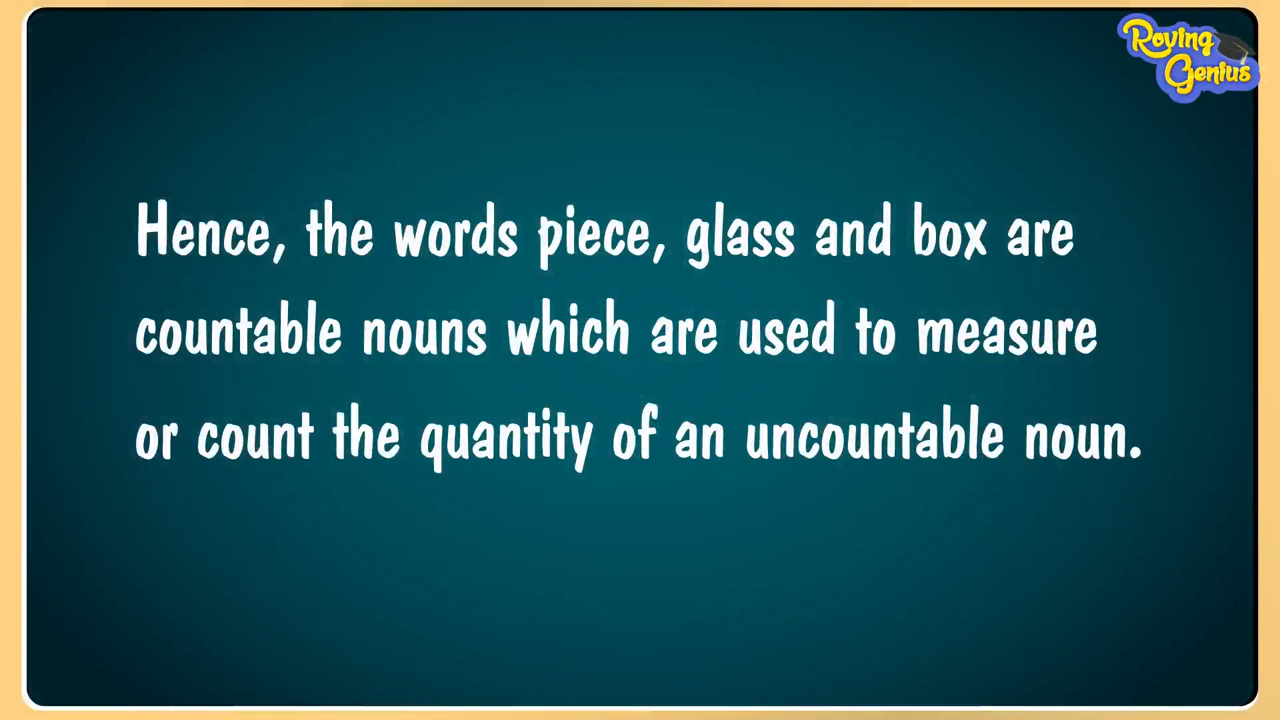 Roving
Genius
Hence, the words piece, glass and box are
countable nouns which are used to measure
or count the quantity of an uncountable noun.